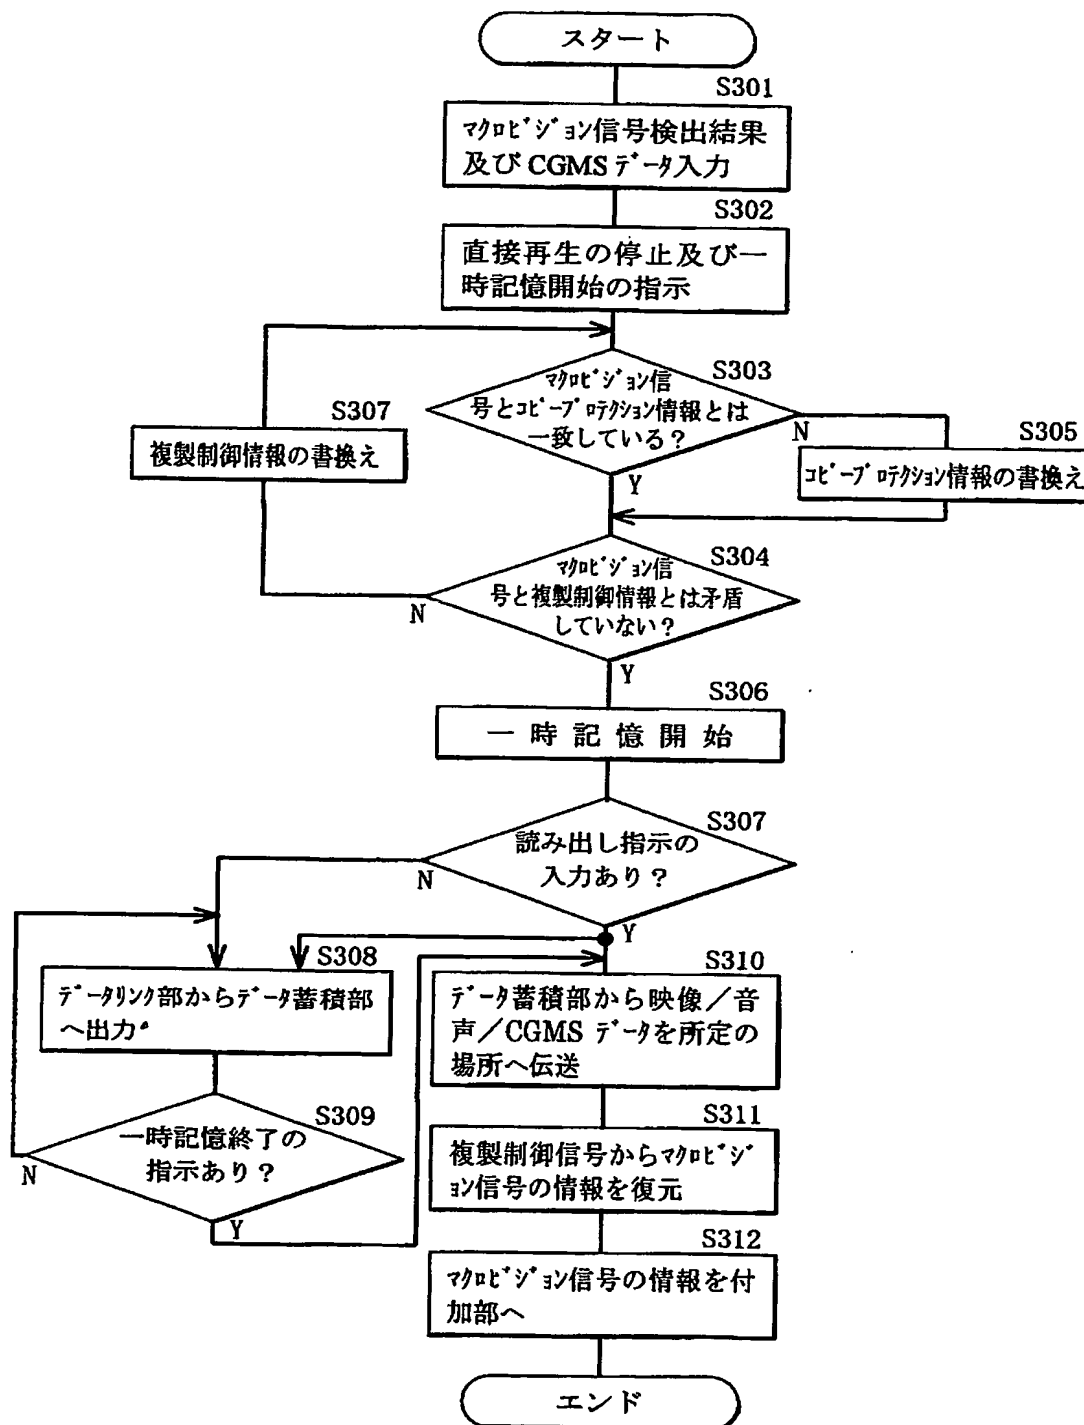 スタート
S301
マクロビジョン信号検出結果
及びCGMSデータ入力
S302
直接再生の停止及び一
時記憶開始の指示
S303
マクロビジョン信
号とコピープロテクション情報とは
一致している?
N
Y
S307
複製制御情報の書換え
S305
コピープロテクション情報の書換え
S304
マクロビジョン信
号と複製制御情報とは矛盾
していない?
N
Y
S306
一時記憶開始
S307
読み出し指示の
入力あり?
N
Y
S308
データリンク部からデータ蓄積部
へ出力
S309
一時記憶終了の
指示あり?
N
Y
S310
データ蓄積部から映像/音
声/CGMSデータを所定の
場所へ伝送
S311
複製制御信号からマクロビジ
ョン信号の情報を復元
S312
マクロビジョン信号の情報を付
加部へ
エンド